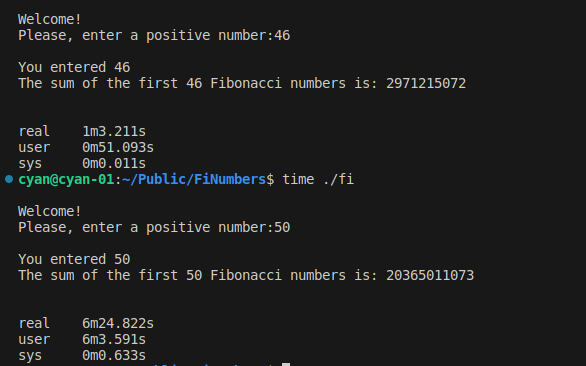 Welcome!
Please, enter a positive number:46
You entered 46
The sum of the first 46 Fibonacci numbers is: 2971215072
real 1m3.211s
user 0m51.093s
sys 0m0.011s
cyan@cyan-01:~/Public/FiNumbers$ time ./fi
Welcome!
Please, enter a positive number:50
You entered 50
The sum of the first 50 Fibonacci numbers is: 20365011073
real 6m24.822s
user 6m3.591s
sys 0m0.633s